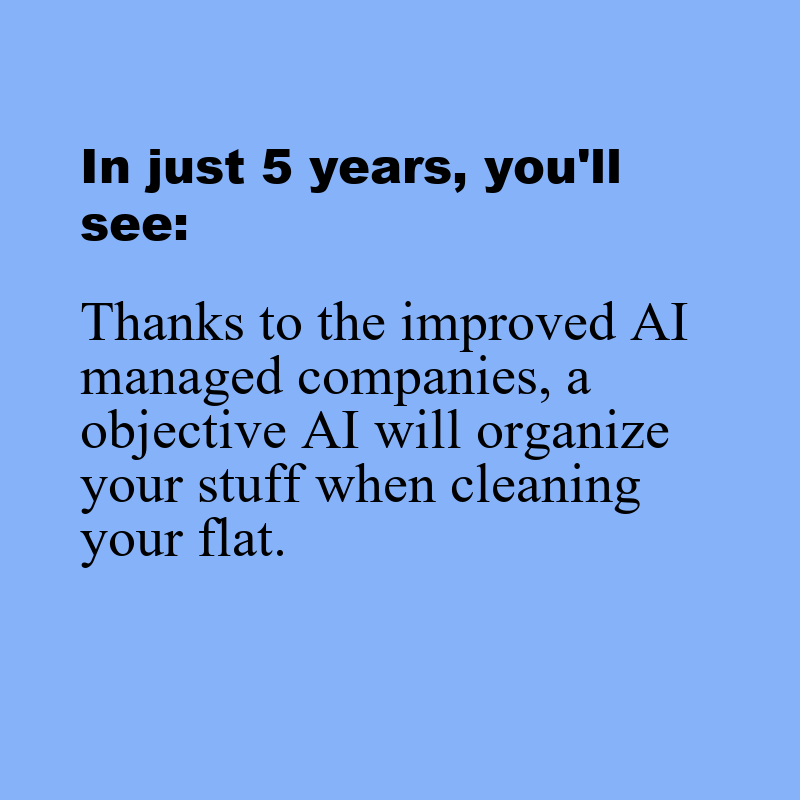 In just 5 years, you'll
see:
Thanks to the improved AI
managed companies, a
objective AI will organize
your stuff when cleaning
your flat.